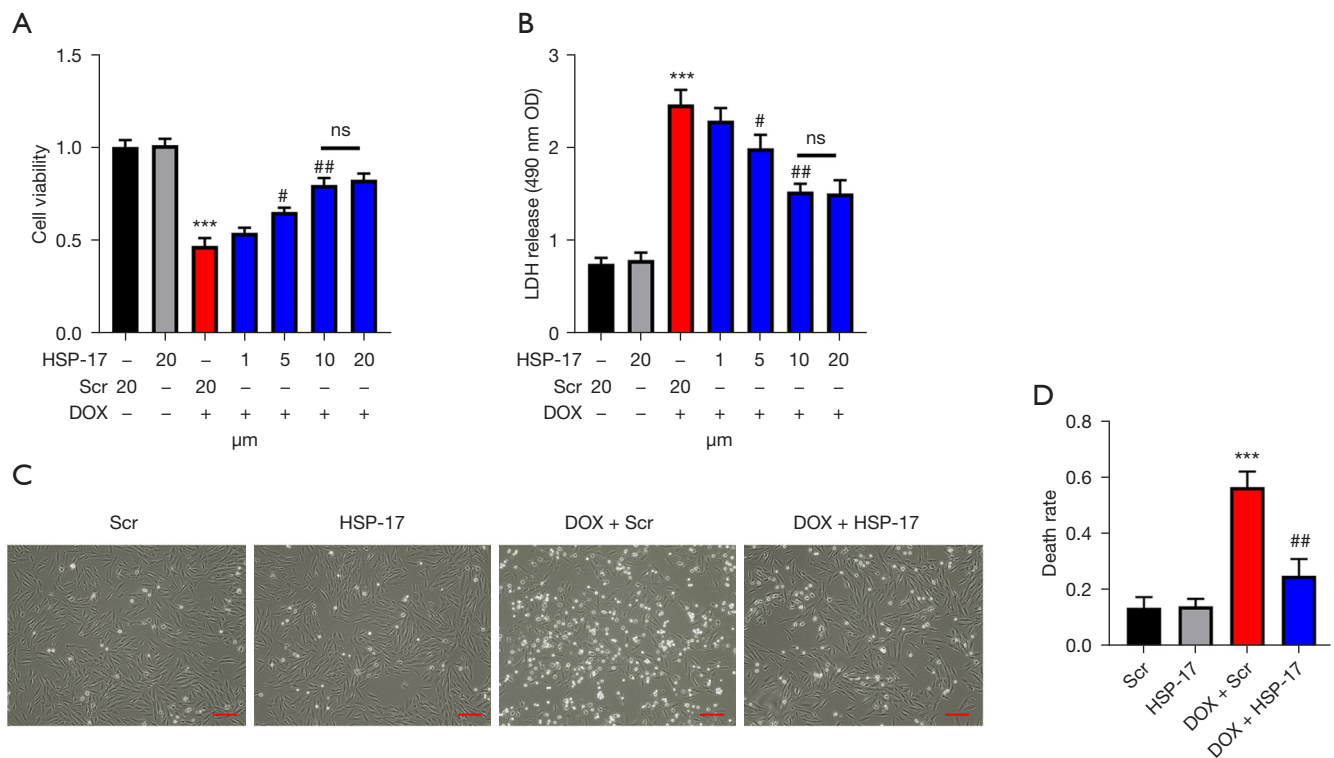 A
Cell viability
1.5
1.0
0.5
0.0
***
#
##
ns
HSP-17 – 20 – 1 5 10 20
Scr 20 – 20 – – – –
DOX – – + + + + +
µm
B
LDH release (490 nm OD)
3
2
1
0
***
#
##
ns
HSP-17 – 20 – 1 5 10 20
Scr 20 – 20 – – – –
DOX – – + + + + +
µm
C
Scr HSP-17 DOX + Scr DOX + HSP-17
D
Death rate
0.8
0.6
0.4
0.2
0.0
***
##
Scr
HSP-17
DOX + Scr
DOX + HSP-17